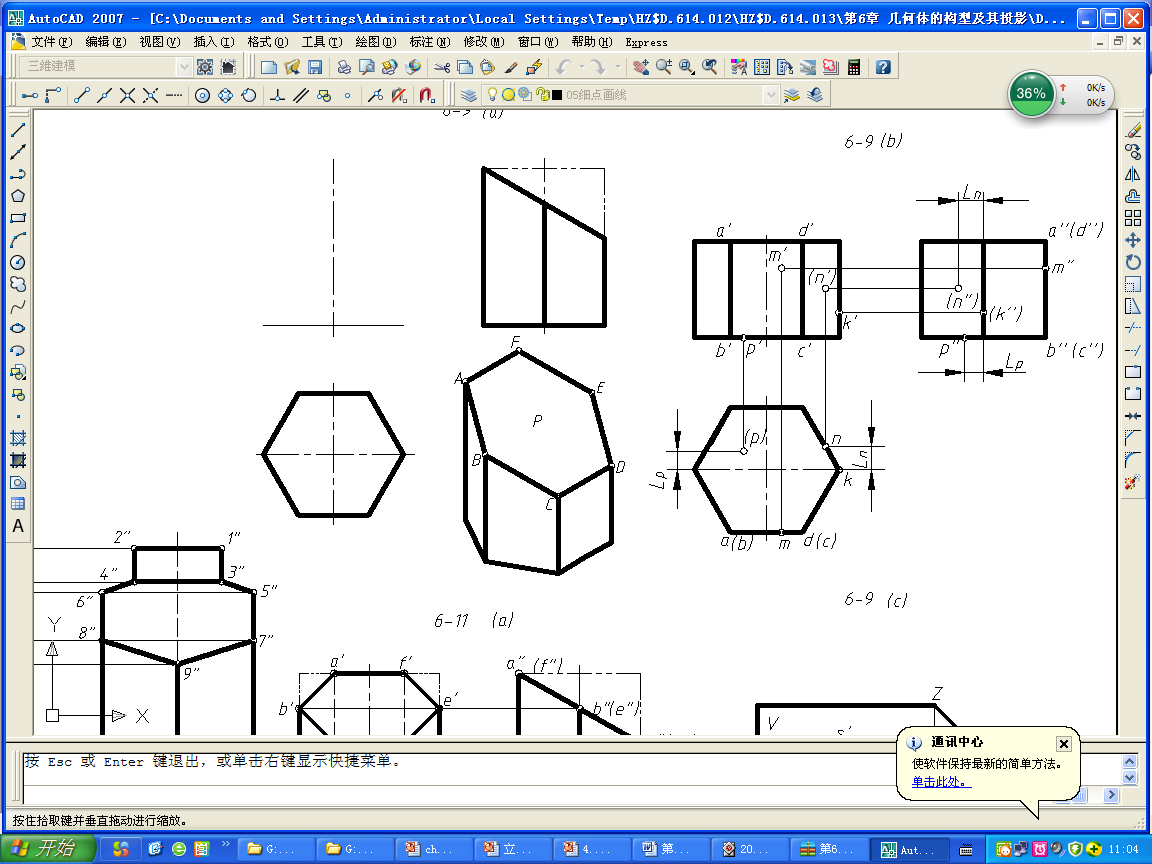 AutoCAD 2007 - [C:\Documents and Settings\Administrator\Local Settings\Temp\HZ$D.614.012\HZ$D.614.013\第6章 几何体的构型及其投影\D...
文件(F) 编辑(E) 视图(V) 插入(I) 格式(O) 工具(T) 绘图(D) 标注(N) 修改(M) 窗口(W) 帮助(H) Express
三维建模
05细点画线
36%
0K/s
0K/s
6-9 (b)
Ln
a' d' a''(d'')
m' m''
(n') (n'')
k' (k'')
b' p' c' p'' b''(c'')
Lp
F
A E
P
B D
C
(p) n
Ln
Lp k
a(b) m d(c)
2'' 1''
4'' 3''
6'' 5''
8'' 7''
9''
Y
X
6-11 (a)
6-9 (c)
a' f' a'' (f'')
b' e' b''(e'')
Z
V
S'
按 Esc 或 Enter 键退出，或单击右键显示快捷菜单。
通讯中心
使软件保持最新的简单方法。
单击此处。
按住拾取键并垂直拖动进行缩放。
开始
G:...
G:...
ch...
立...
4....
第...
20...
第6...
Aut...
11:04